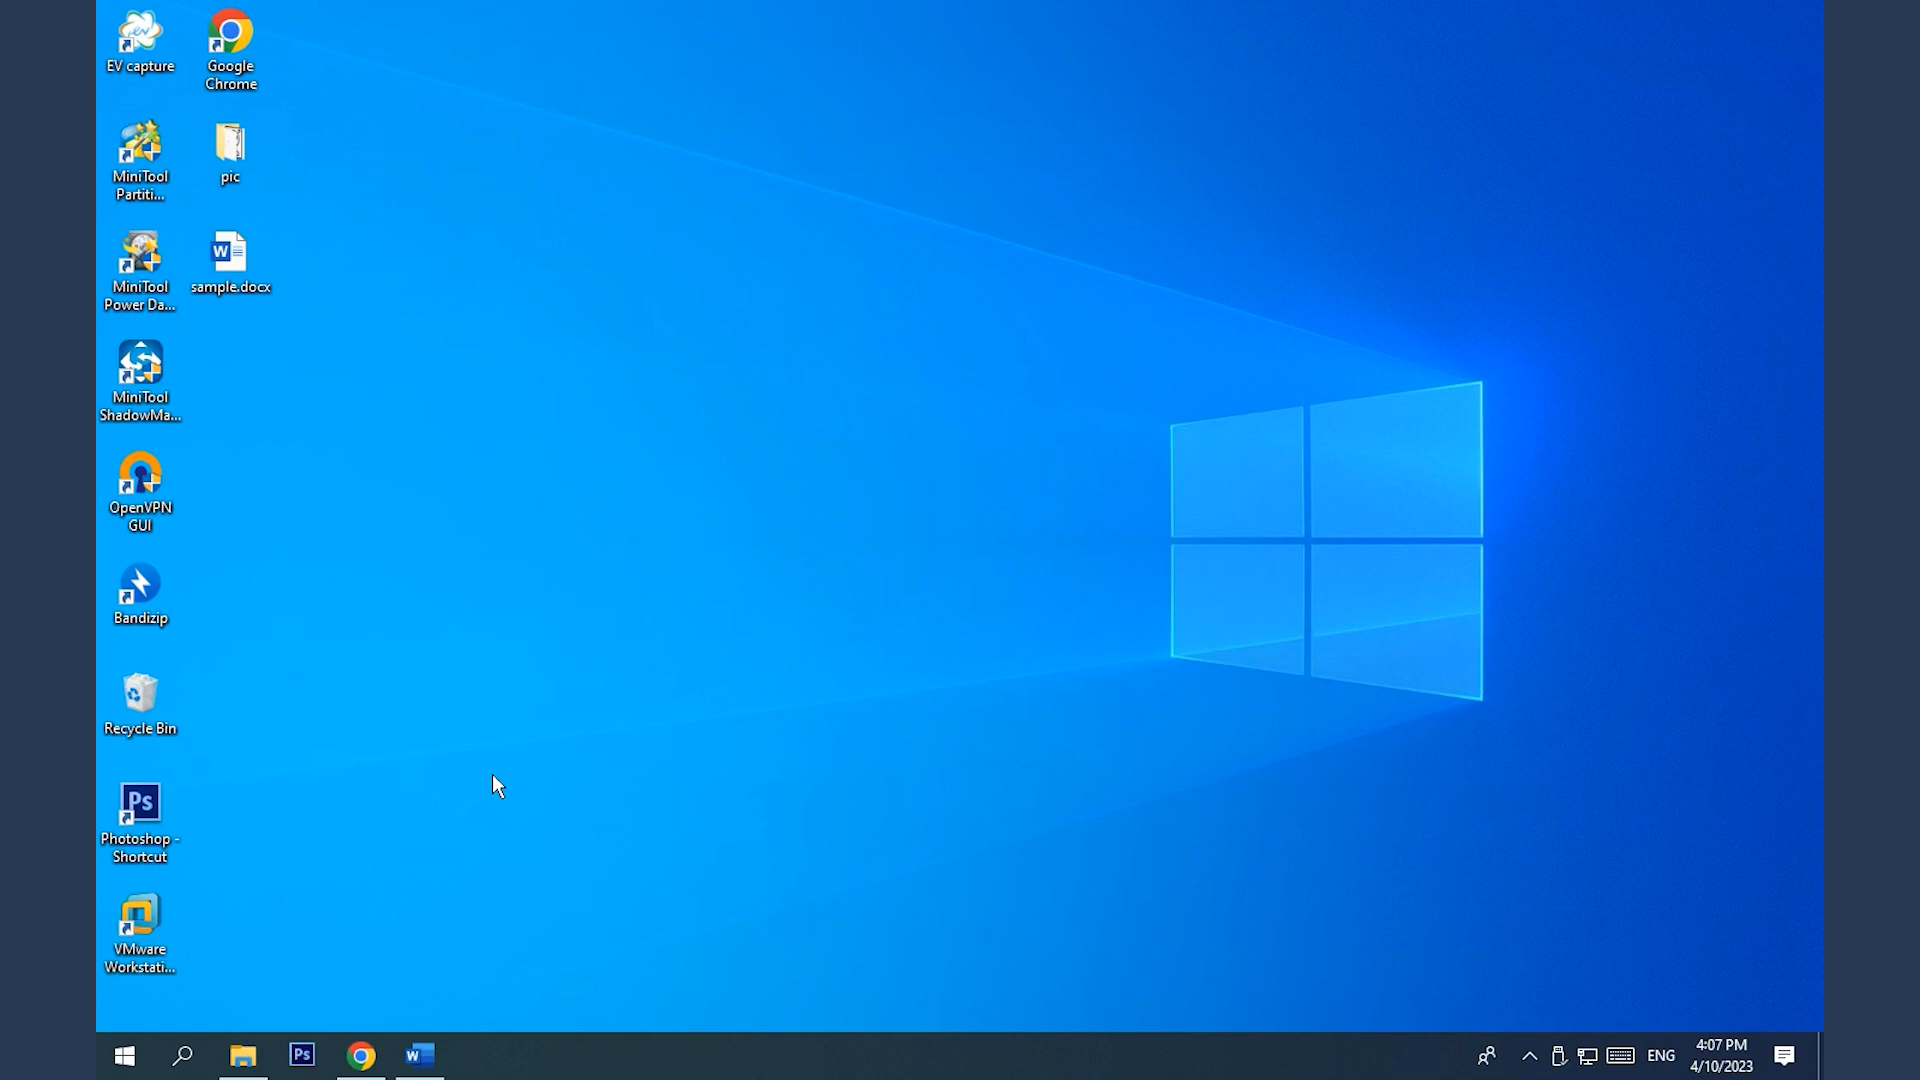 EV capture
Google
Chrome
MiniTool
Partiti...
pic
MiniTool
Power Da...
W
sample.docx
MiniTool
ShadowMa...
OpenVPN
GUI
Bandizip
Recycle Bin
Ps
Photoshop -
Shortcut
VMware
Workstati...
Ps
W
ENG
4:07 PM
4/10/2023